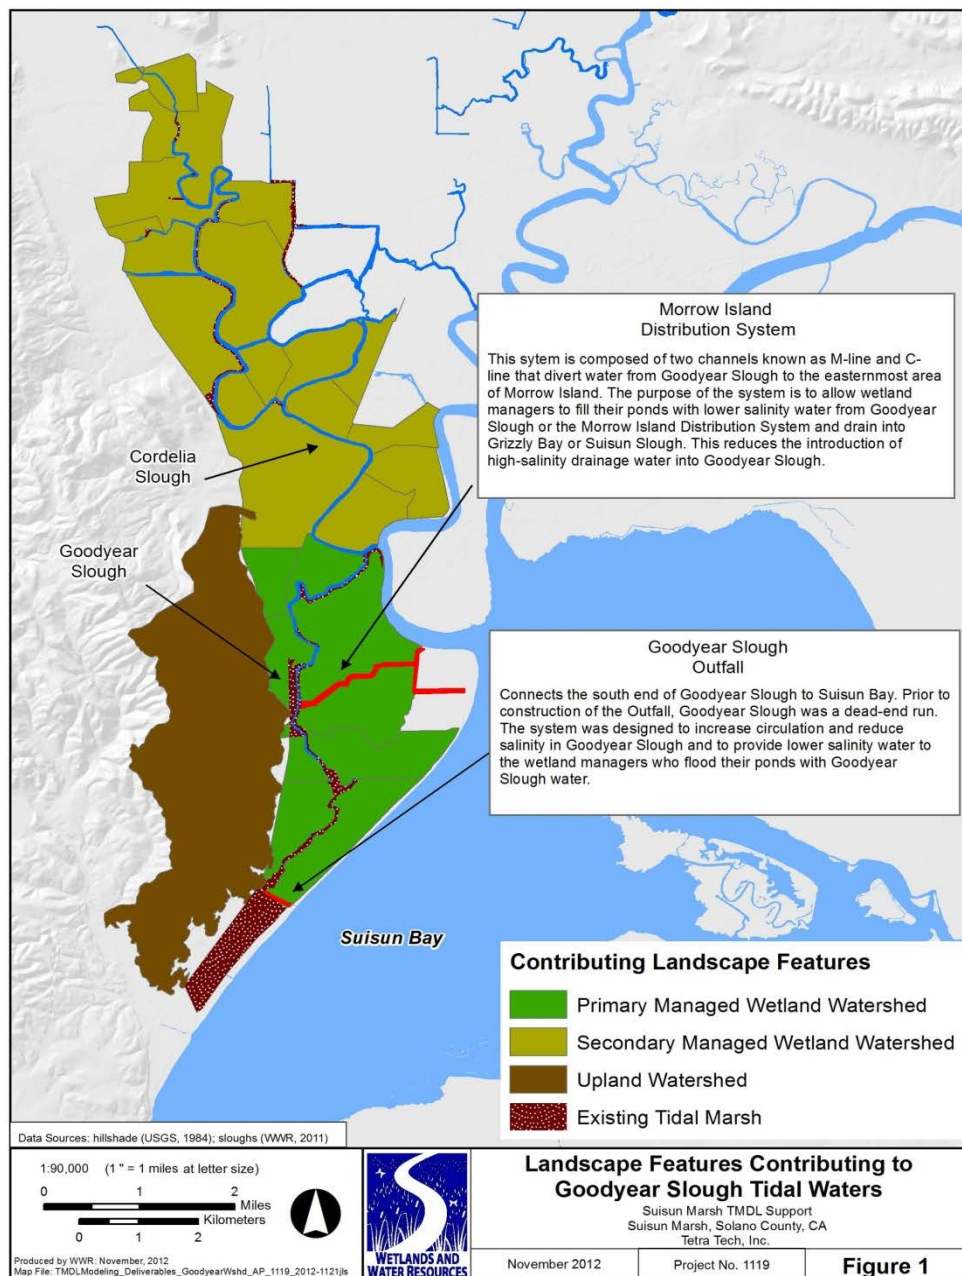 Morrow Island
Distribution System
This sytem is composed of two channels known as M-line and C-
line that divert water from Goodyear Slough to the easternmost area
of Morrow Island. The purpose of the system is to allow wetland
managers to fill their ponds with lower salinity water from Goodyear
Slough or the Morrow Island Distribution System and drain into
Grizzly Bay or Suisun Slough. This reduces the introduction of
high-salinity drainage water into Goodyear Slough.
Cordelia
Slough
Goodyear
Slough
Goodyear Slough
Outfall
Connects the south end of Goodyear Slough to Suisun Bay. Prior to
construction of the Outfall, Goodyear Slough was a dead-end run.
The system was designed to increase circulation and reduce
salinity in Goodyear Slough and to provide lower salinity water to
the wetland managers who flood their ponds with Goodyear
Slough water.
Suisun Bay
Contributing Landscape Features
Primary Managed Wetland Watershed
Secondary Managed Wetland Watershed
Upland Watershed
Existing Tidal Marsh
Data Sources: hillshade (USGS, 1984); sloughs (WWR, 2011)
1:90,000 (1 " = 1 miles at letter size)
0 1 2
Miles
Kilometers
0 1 2
Produced by WWR: November, 2012
Map File: TMDLModeling_Deliverables_GoodyearWshd_AP_1119_2012-1121jls
WETLANDS AND
WATER RESOURCES
Landscape Features Contributing to
Goodyear Slough Tidal Waters
Suisun Marsh TMDL Support
Suisun Marsh, Solano County, CA
Tetra Tech, Inc.
November 2012
Project No. 1119
Figure 1